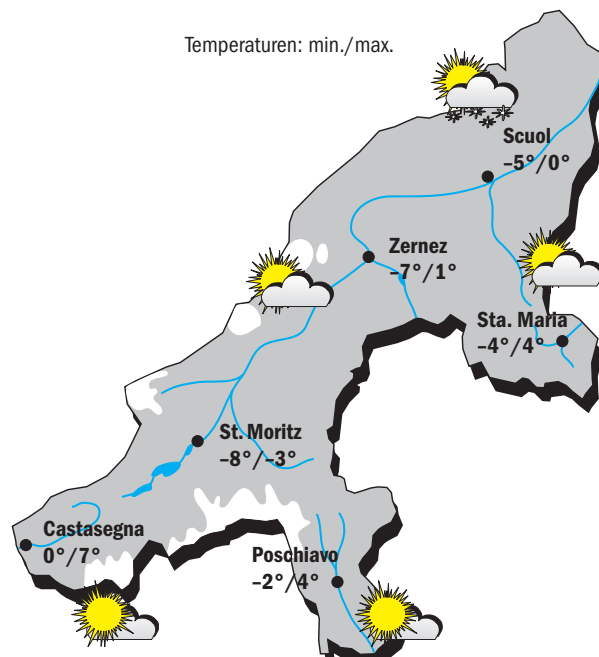 Temperaturen: min./max.
Scuol
–5°/0°
Zernez
–7°/1°
Sta. Maria
–4°/4°
St. Moritz
–8°/–3°
Castasegna
0°/7°
Poschiavo
–2°/4°